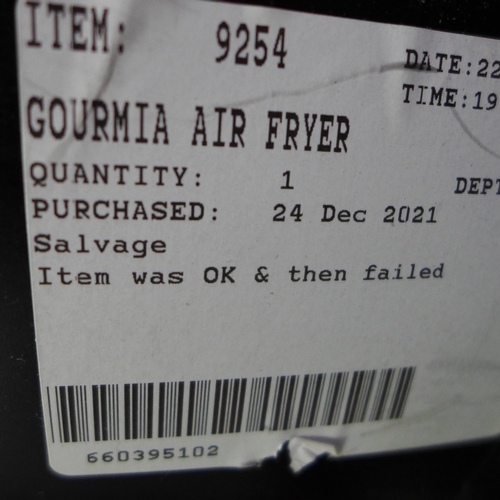 ITEM: 9254 DATE:22
TIME:19
GOURMIA AIR FRYER
QUANTITY: 1 DEPT
PURCHASED: 24 Dec 2021
Salvage
Item was OK & then failed
660395102